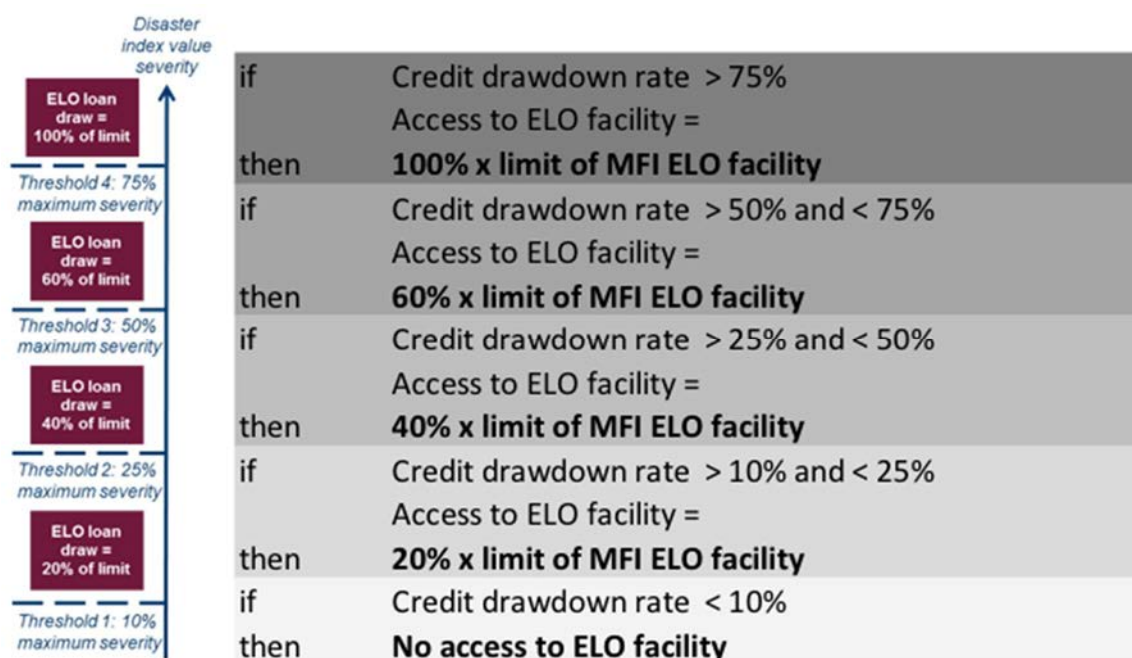 Disaster
index value
severity
ELO loan
draw =
100% of limit
Threshold 4: 75%
maximum severity
ELO loan
draw =
60% of limit
Threshold 3: 50%
maximum severity
ELO loan
draw =
40% of limit
Threshold 2: 25%
maximum severity
ELO loan
draw =
20% of limit
Threshold 1: 10%
maximum severity
if Credit drawdown rate > 75%
Access to ELO facility =
then 100% x limit of MFI ELO facility
if Credit drawdown rate > 50% and < 75%
Access to ELO facility =
then 60% x limit of MFI ELO facility
if Credit drawdown rate > 25% and < 50%
Access to ELO facility =
then 40% x limit of MFI ELO facility
if Credit drawdown rate > 10% and < 25%
Access to ELO facility =
then 20% x limit of MFI ELO facility
if Credit drawdown rate < 10%
then No access to ELO facility